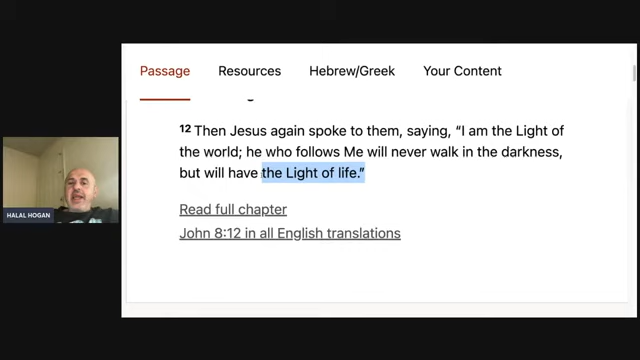 Passage Resources Hebrew/Greek Your Content
12 Then Jesus again spoke to them, saying, “I am the Light of
the world; he who follows Me will never walk in the darkness,
but will have the Light of life.”
Read full chapter
John 8:12 in all English translations
HALAL HOGAN